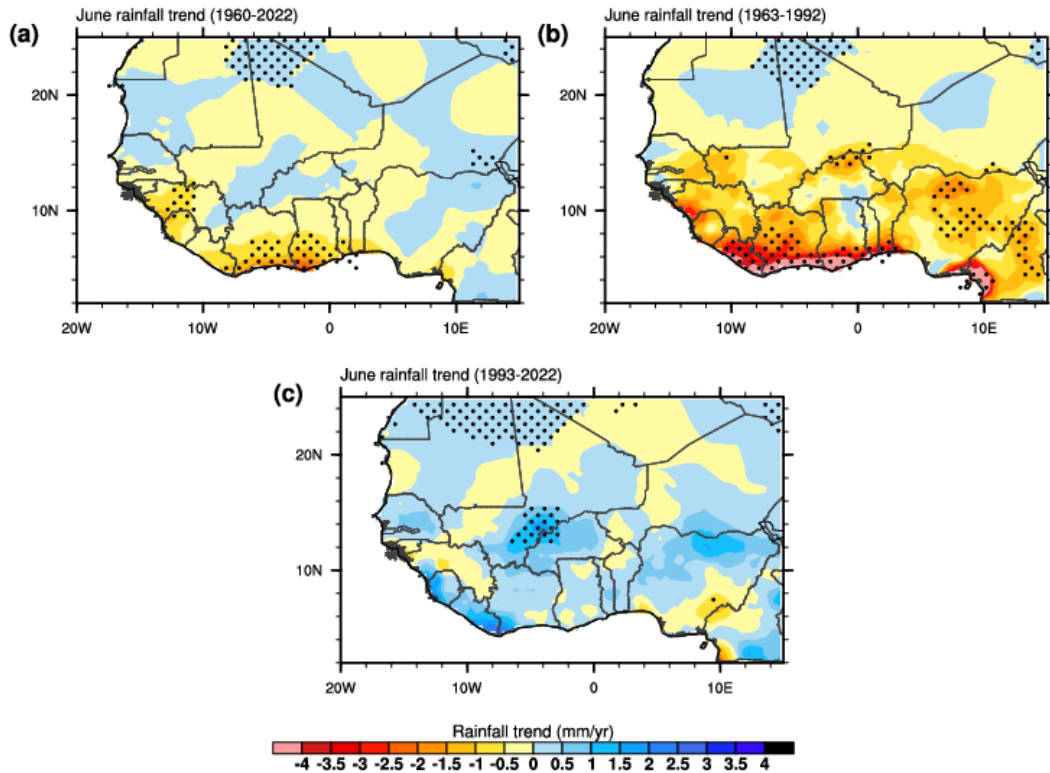 June rainfall trend (1960-2022)
(a)
20N
10N
20W 10W 0 10E
June rainfall trend (1963-1992)
(b)
20N
10N
20W 10W 0 10E
June rainfall trend (1993-2022)
(c)
20N
10N
20W 10W 0 10E
Rainfall trend (mm/yr)
-4 -3.5 -3 -2.5 -2 -1.5 -1 -0.5 0 0.5 1 1.5 2 2.5 3 3.5 4